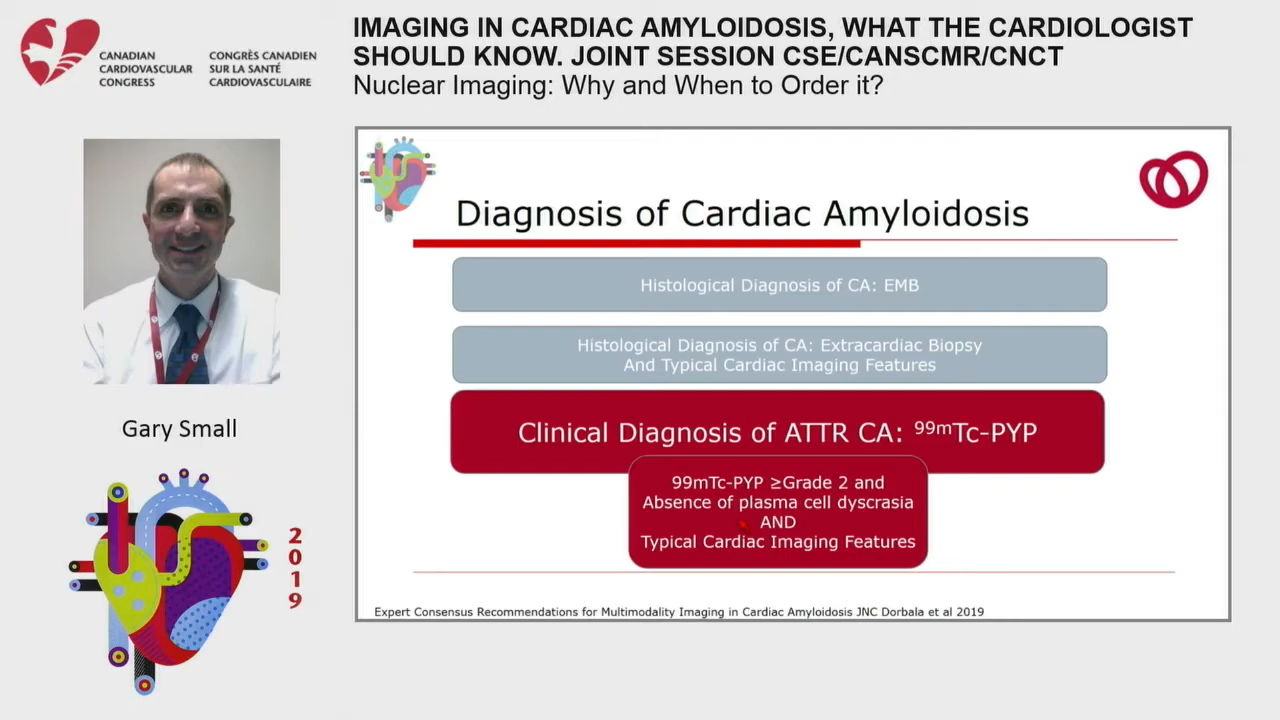 CANADIAN
CARDIOVASCULAR
CONGRESS
CONGRÈS CANADIEN
SUR LA SANTÉ
CARDIOVASCULAIRE
IMAGING IN CARDIAC AMYLOIDOSIS, WHAT THE CARDIOLOGIST
SHOULD KNOW. JOINT SESSION CSE/CANSCMR/CNCT
Nuclear Imaging: Why and When to Order it?
Gary Small
2019
Diagnosis of Cardiac Amyloidosis
Histological Diagnosis of CA: EMB
Histological Diagnosis of CA: Extracardiac Biopsy
And Typical Cardiac Imaging Features
Clinical Diagnosis of ATTR CA: ⁹⁹ᵐTc-PYP
99mTc-PYP ≥Grade 2 and
Absence of plasma cell dyscrasia
AND
Typical Cardiac Imaging Features
Expert Consensus Recommendations for Multimodality Imaging in Cardiac Amyloidosis JNC Dorbala et al 2019